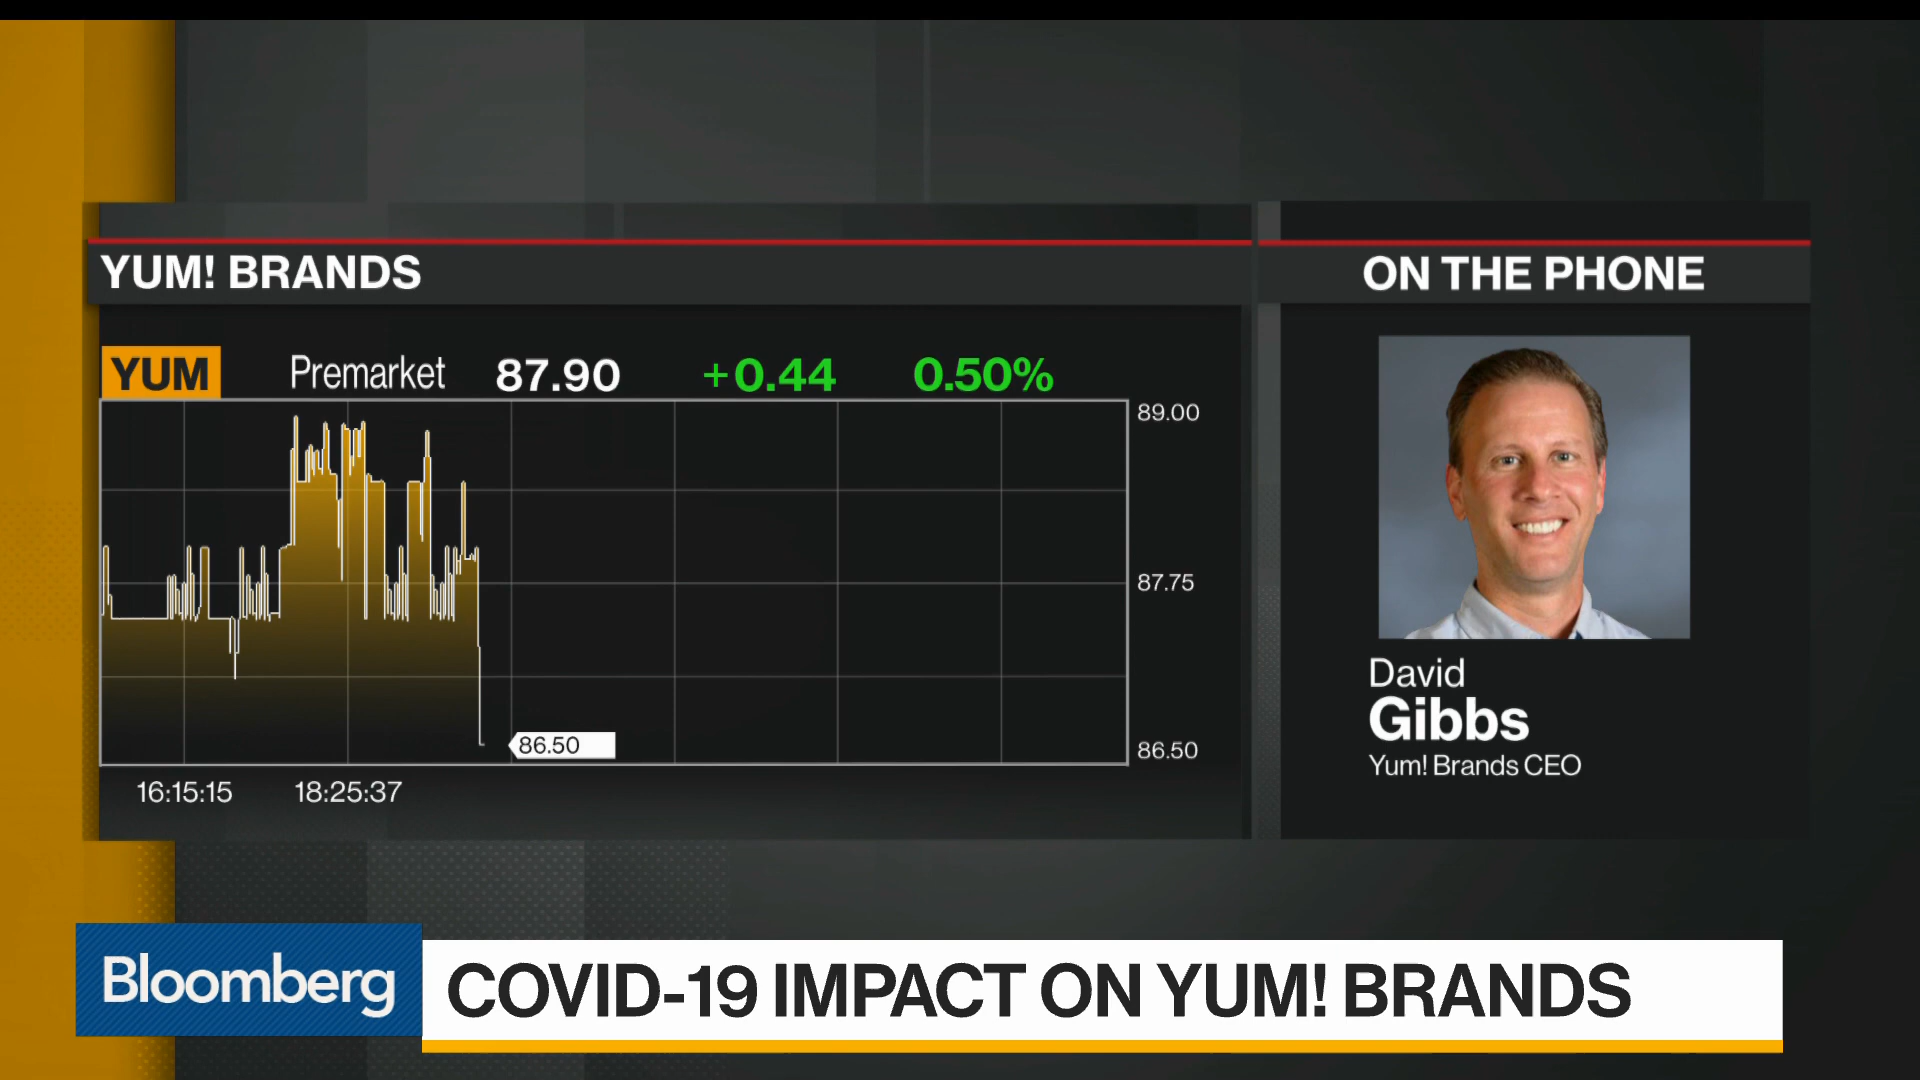 YUM! BRANDS
YUM Premarket 87.90 +0.44 0.50%
89.00
87.75
86.50
86.50
16:15:15 18:25:37
ON THE PHONE
David
Gibbs
Yum! Brands CEO
Bloomberg
COVID-19 IMPACT ON YUM! BRANDS